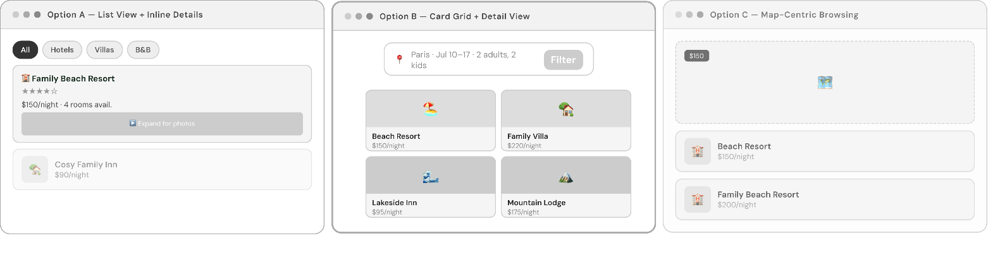 Option A — List View + Inline Details
All
Hotels
Villas
B&B
Family Beach Resort
★★★★☆
$150/night · 4 rooms avail.
Expand for photos
Cosy Family Inn
$90/night
Option B — Card Grid + Detail View
Paris · Jul 10–17 · 2 adults, 2
kids
Filter
Beach Resort
$150/night
Family Villa
$220/night
Lakeside Inn
$95/night
Mountain Lodge
$175/night
Option C — Map-Centric Browsing
$150
Beach Resort
$150/night
Family Beach Resort
$200/night